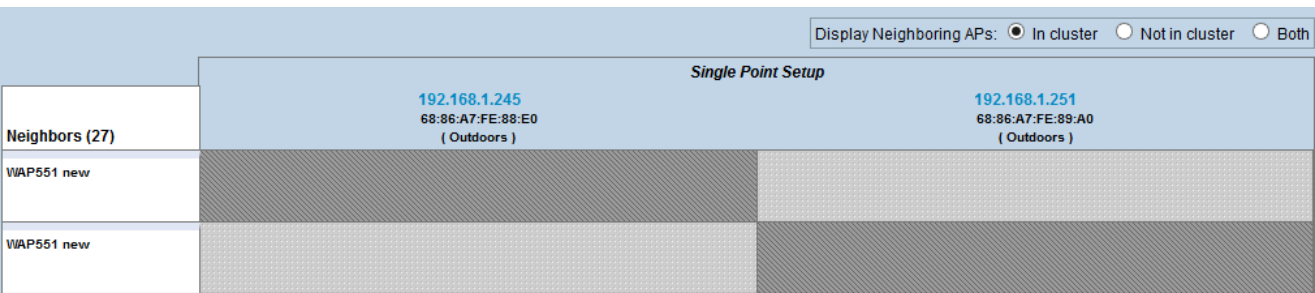 Display Neighboring APs: In cluster Not in cluster Both
Single Point Setup
192.168.1.245 192.168.1.251
68:86:A7:FE:88:E0 68:86:A7:FE:89:A0
Neighbors (27) ( Outdoors ) ( Outdoors )
WAP551 new
WAP551 new